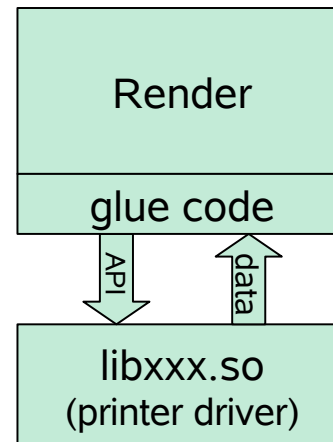 Render
glue code
API
data
libxxx.so
(printer driver)